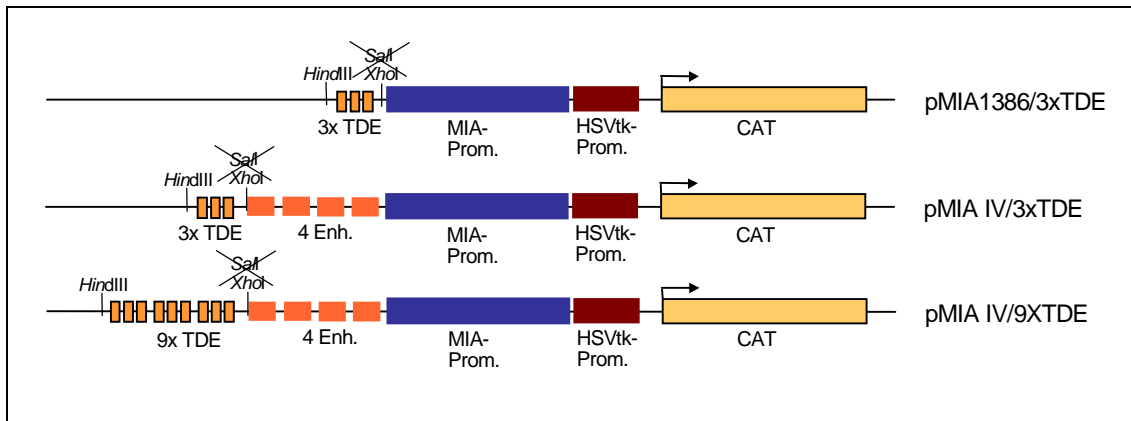 SalI
XhoI
HindIII
3x TDE
MIA-
Prom.
HSVtk-
Prom.
CAT
pMIA1386/3xTDE
SalI
XhoI
HindIII
3x TDE
4 Enh.
MIA-
Prom.
HSVtk-
Prom.
CAT
pMIA IV/3xTDE
SalI
XhoI
HindIII
9x TDE
4 Enh.
MIA-
Prom.
HSVtk-
Prom.
CAT
pMIA IV/9XTDE